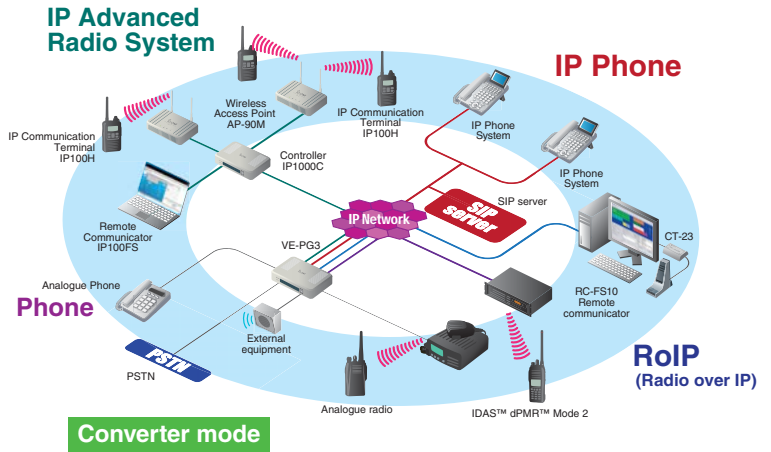 IP Advanced
Radio System
IP Phone
Wireless
Access Point
AP-90M
IP Communication
Terminal
IP100H
IP Communication
Terminal
IP100H
IP Phone
System
IP Phone
System
Controller
IP1000C
Remote
Communicator
IP100FS
IP Network
SIP
server
SIP server
CT-23
VE-PG3
Analogue Phone
Phone
RC-FS10
Remote
communicator
External
equipment
PSTN
PSTN
RoIP
(Radio over IP)
Analogue radio
IDAS™ dPMR™ Mode 2
Converter mode